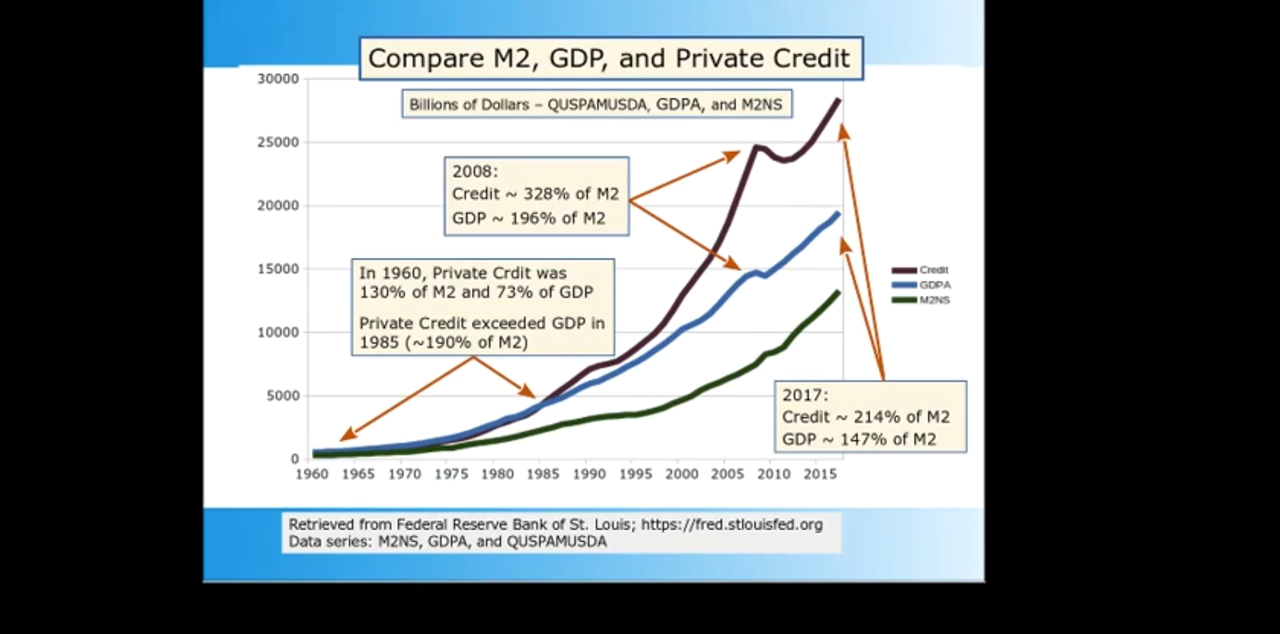 Compare M2, GDP, and Private Credit
Billions of Dollars – QUSPAMUSDA, GDPA, and M2NS
30000
25000
20000
15000
10000
5000
0
1960 1965 1970 1975 1980 1985 1990 1995 2000 2005 2010 2015
2008:
Credit ~ 328% of M2
GDP ~ 196% of M2
In 1960, Private Crdit was
130% of M2 and 73% of GDP
Private Credit exceeded GDP in
1985 (~190% of M2)
Credit
GDPA
M2NS
2017:
Credit ~ 214% of M2
GDP ~ 147% of M2
Retrieved from Federal Reserve Bank of St. Louis; https://fred.stlouisfed.org
Data series: M2NS, GDPA, and QUSPAMUSDA